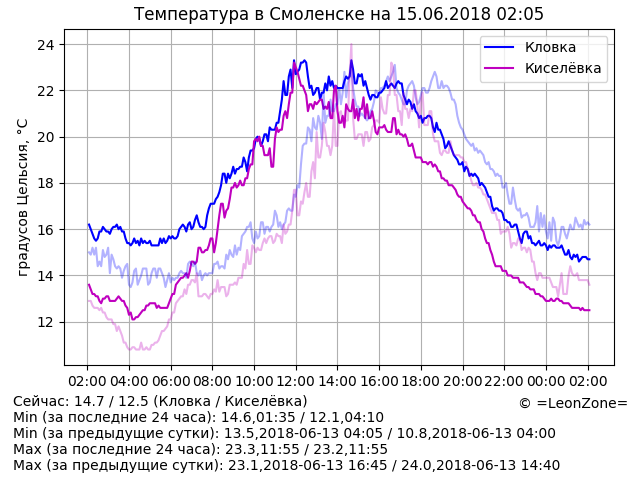 Температура в Смоленске на 15.06.2018 02:05
градусов Цельсия, °C
24
22
20
18
16
14
12
Кловка
Киселёвка
02:00 04:00 06:00 08:00 10:00 12:00 14:00 16:00 18:00 20:00 22:00 00:00 02:00
Сейчас: 14.7 / 12.5 (Кловка / Киселёвка)
© =LeonZone=
Min (за последние 24 часа): 14.6,01:35 / 12.1,04:10
Min (за предыдущие сутки): 13.5,2018-06-13 04:05 / 10.8,2018-06-13 04:00
Max (за последние 24 часа): 23.3,11:55 / 23.2,11:55
Max (за предыдущие сутки): 23.1,2018-06-13 16:45 / 24.0,2018-06-13 14:40